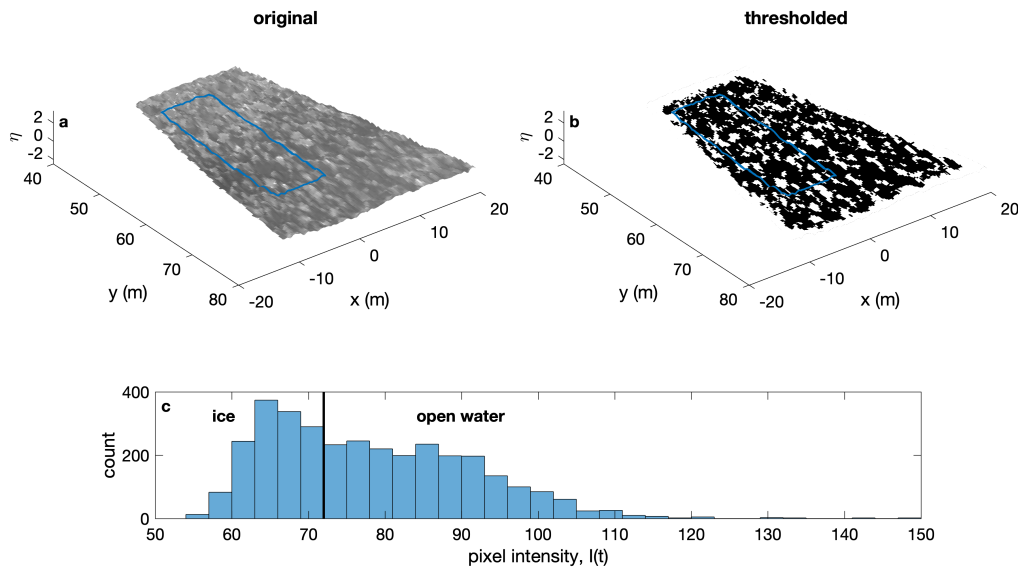 original
thresholded
a
2
0
-2
η
40
50
60
70
80
y (m)
-20
-10
0
10
20
x (m)
b
2
0
-2
η
40
50
60
70
80
y (m)
-20
-10
0
10
20
x (m)
c
ice
open water
400
200
0
count
50 60 70 80 90 100 110 120 130 140 150
pixel intensity, I(t)